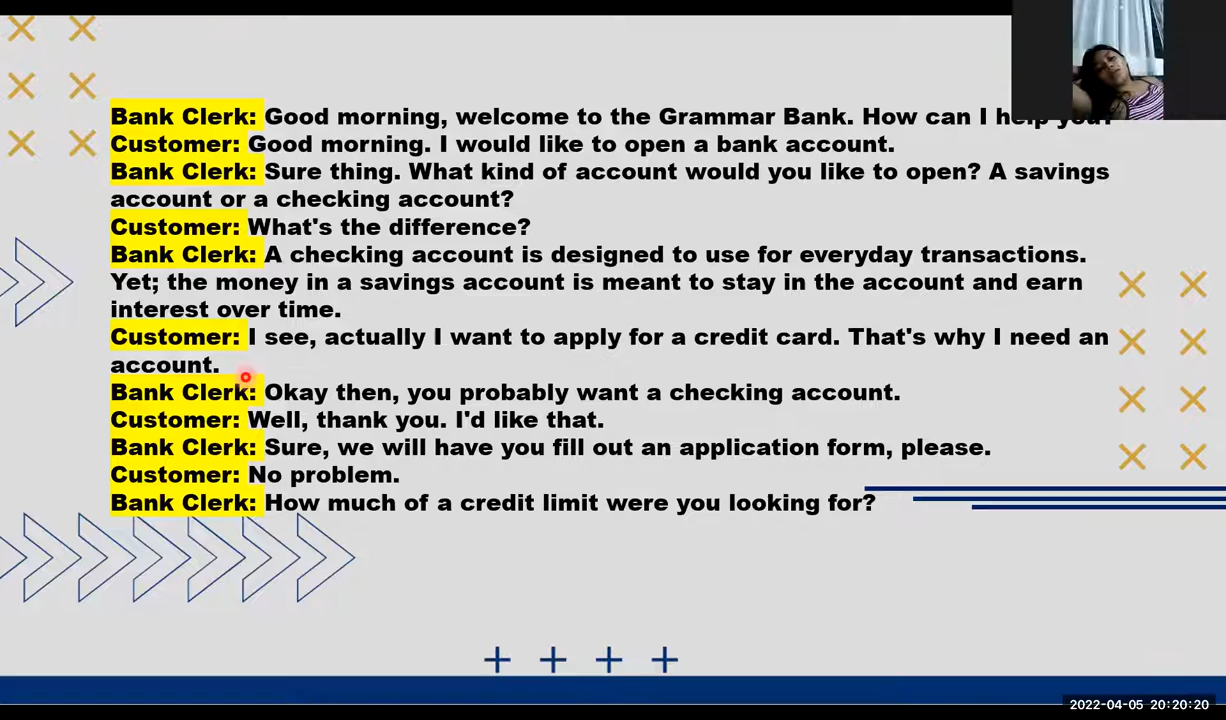 Bank Clerk: Good morning, welcome to the Grammar Bank. How can I help you?
Customer: Good morning. I would like to open a bank account.
Bank Clerk: Sure thing. What kind of account would you like to open? A savings
account or a checking account?
Customer: What's the difference?
Bank Clerk: A checking account is designed to use for everyday transactions.
Yet; the money in a savings account is meant to stay in the account and earn
interest over time.
Customer: I see, actually I want to apply for a credit card. That's why I need an
account.
Bank Clerk: Okay then, you probably want a checking account.
Customer: Well, thank you. I'd like that.
Bank Clerk: Sure, we will have you fill out an application form, please.
Customer: No problem.
Bank Clerk: How much of a credit limit were you looking for?
2022-04-05 20:20:20